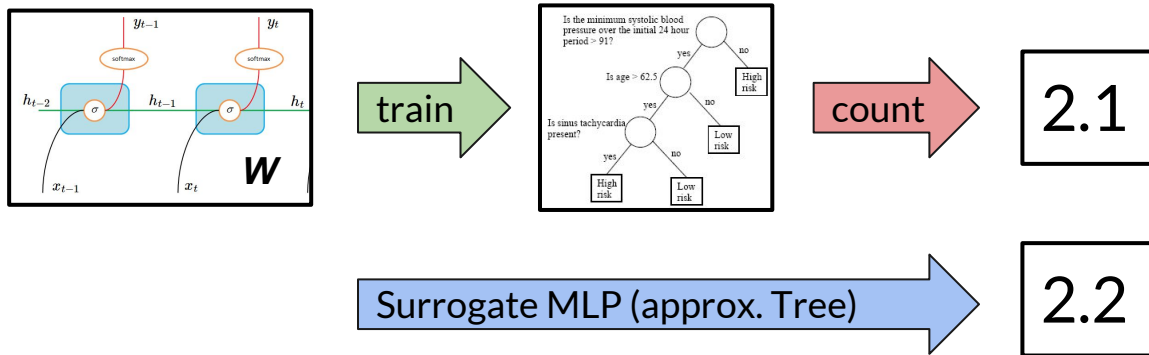 y_{t-1}
y_t
softmax
softmax
h_{t-2}
σ
h_{t-1}
σ
h_t
W
x_{t-1}
x_t
train
Is the minimum systolic blood
pressure over the initial 24 hour
period > 91?
yes
no
Is age > 62.5
High
risk
yes
no
Is sinus tachycardia
present?
Low
risk
yes
no
High
risk
Low
risk
count
2.1
Surrogate MLP (approx. Tree)
2.2